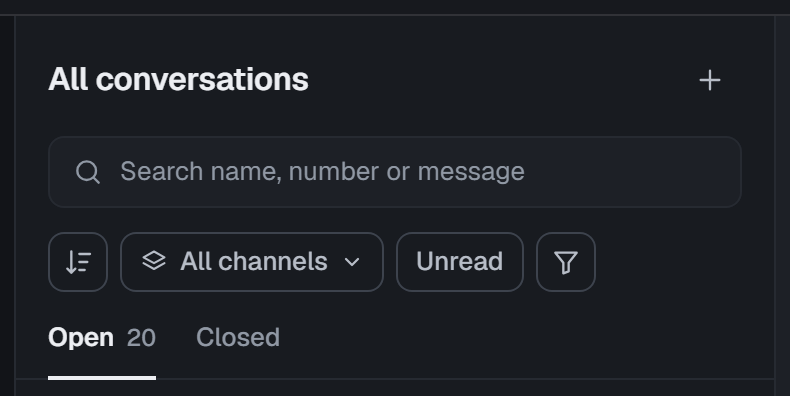 All conversations
Search name, number or message
All channels Unread
Open 20 Closed